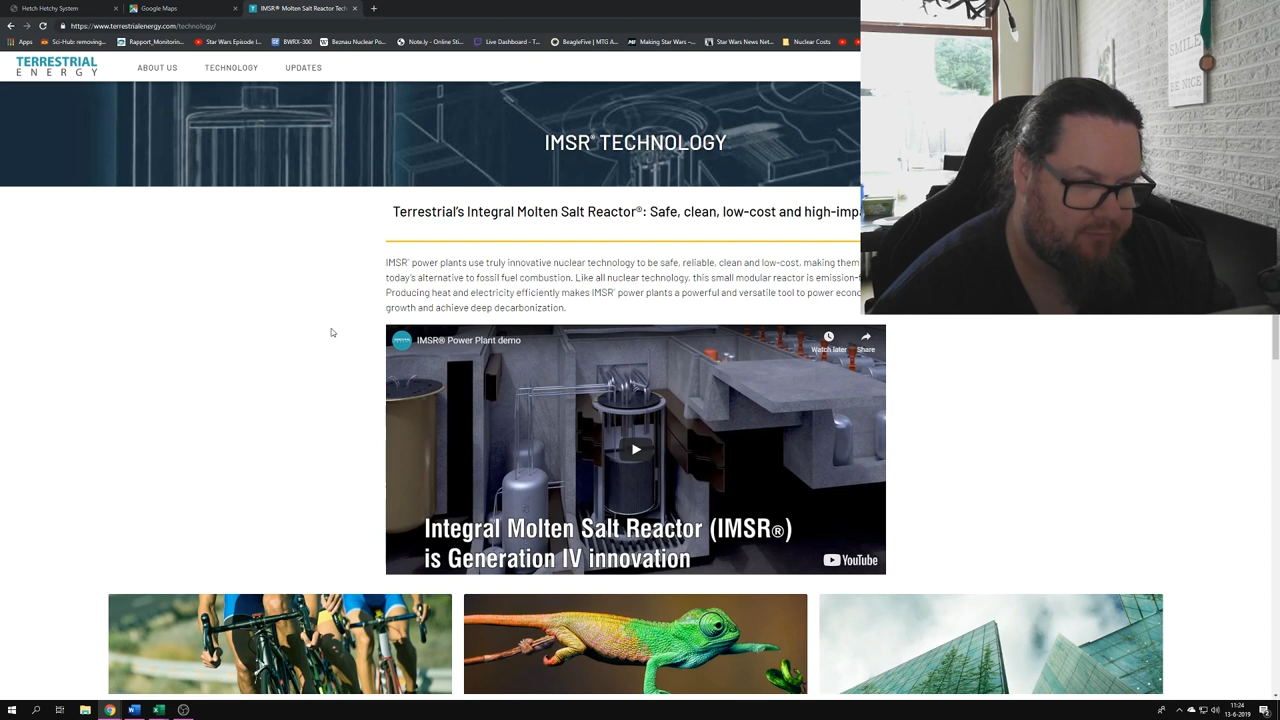 Hetch Hetchy System
Google Maps
IMSR® Molten Salt Reactor Tech
https://www.terrestrialenergy.com/technology/
Apps
Sci-Hub: removing...
Rapport_Monitorin...
Star Wars Episode I...
BWRX-300
Beznau Nuclear Po...
Note.ly - Online Sti...
Live Dashboard - T...
BeagleFive | MTG A...
Making Star Wars –...
Star Wars News Net...
Nuclear Costs
TERRESTRIAL
ENERGY
ABOUT US
TECHNOLOGY
UPDATES
SMILE
BE NICE
IMSR® TECHNOLOGY
Terrestrial's Integral Molten Salt Reactor®: Safe, clean, low-cost and high-impa
IMSR® power plants use truly innovative nuclear technology to be safe, reliable, clean and low-cost, making them
today's alternative to fossil fuel combustion. Like all nuclear technology, this small modular reactor is emission-f
Producing heat and electricity efficiently makes IMSR® power plants a powerful and versatile tool to power econo
growth and achieve deep decarbonization.
IMSR® Power Plant demo
Watch later
Share
Integral Molten Salt Reactor (IMSR®)
is Generation IV innovation
YouTube
11:24
13-6-2019